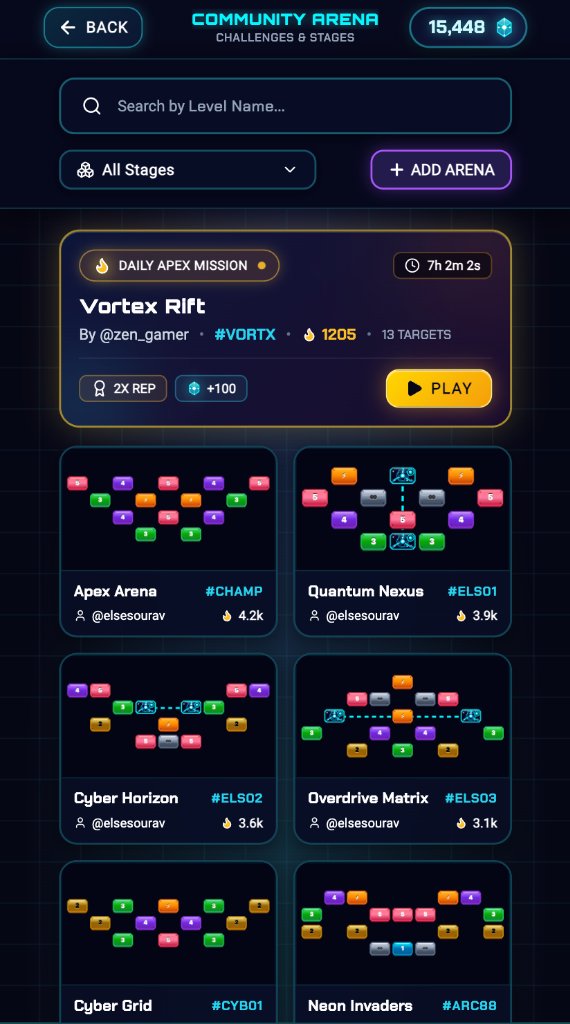 BACK
COMMUNITY ARENA
CHALLENGES & STAGES
15,448
Search by Level Name...
All Stages
+ ADD ARENA
DAILY APEX MISSION
7h 2m 2s
Vortex Rift
By @zen_gamer • #VORTX • 1205 • 13 TARGETS
2X REP
+100
PLAY
Apex Arena #CHAMP
@elsesourav 4.2k
Quantum Nexus #ELS01
@elsesourav 3.9k
Cyber Horizon #ELS02
@elsesourav 3.6k
Overdrive Matrix #ELS03
@elsesourav 3.1k
Cyber Grid #CYB01
Neon Invaders #ARC88